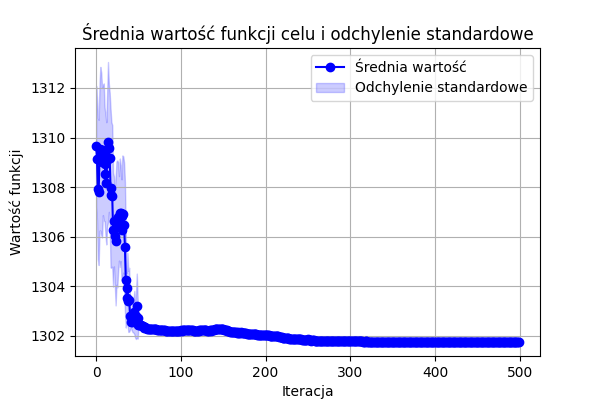 Średnia wartość funkcji celu i odchylenie standardowe
Średnia wartość
Odchylenie standardowe
Wartość funkcji
1312
1310
1308
1306
1304
1302
0 100 200 300 400 500
Iteracja